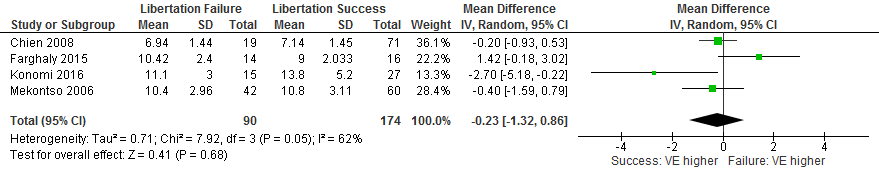 Liberation Failure Liberation Success Mean Difference Mean Difference
Study or Subgroup Mean SD Total Mean SD Total Weight IV, Random, 95% CI IV, Random, 95% CI
Chien 2008 6.94 1.44 19 7.14 1.45 71 36.1% -0.20 (-0.93, 0.53)
Farghaly 2015 10.42 2.4 14 9 2.033 16 22.2% 1.42 (-0.18, 3.02)
Konomi 2016 11.1 3 15 13.8 5.2 27 13.3% -2.70 (-5.18, -0.22)
Mekontso 2006 10.4 2.96 42 10.8 3.11 60 28.4% -0.40 (-1.59, 0.79)
Total (95% CI) 90 174 100.0% -0.23 (-1.32, 0.86)
Heterogeneity: Tau² = 0.71; Chi² = 7.92, df = 3 (P = 0.05); I² = 62%
Test for overall effect: Z = 0.41 (P = 0.68)
-4 -2 0 2 4
Success: VE higher Failure: VE higher